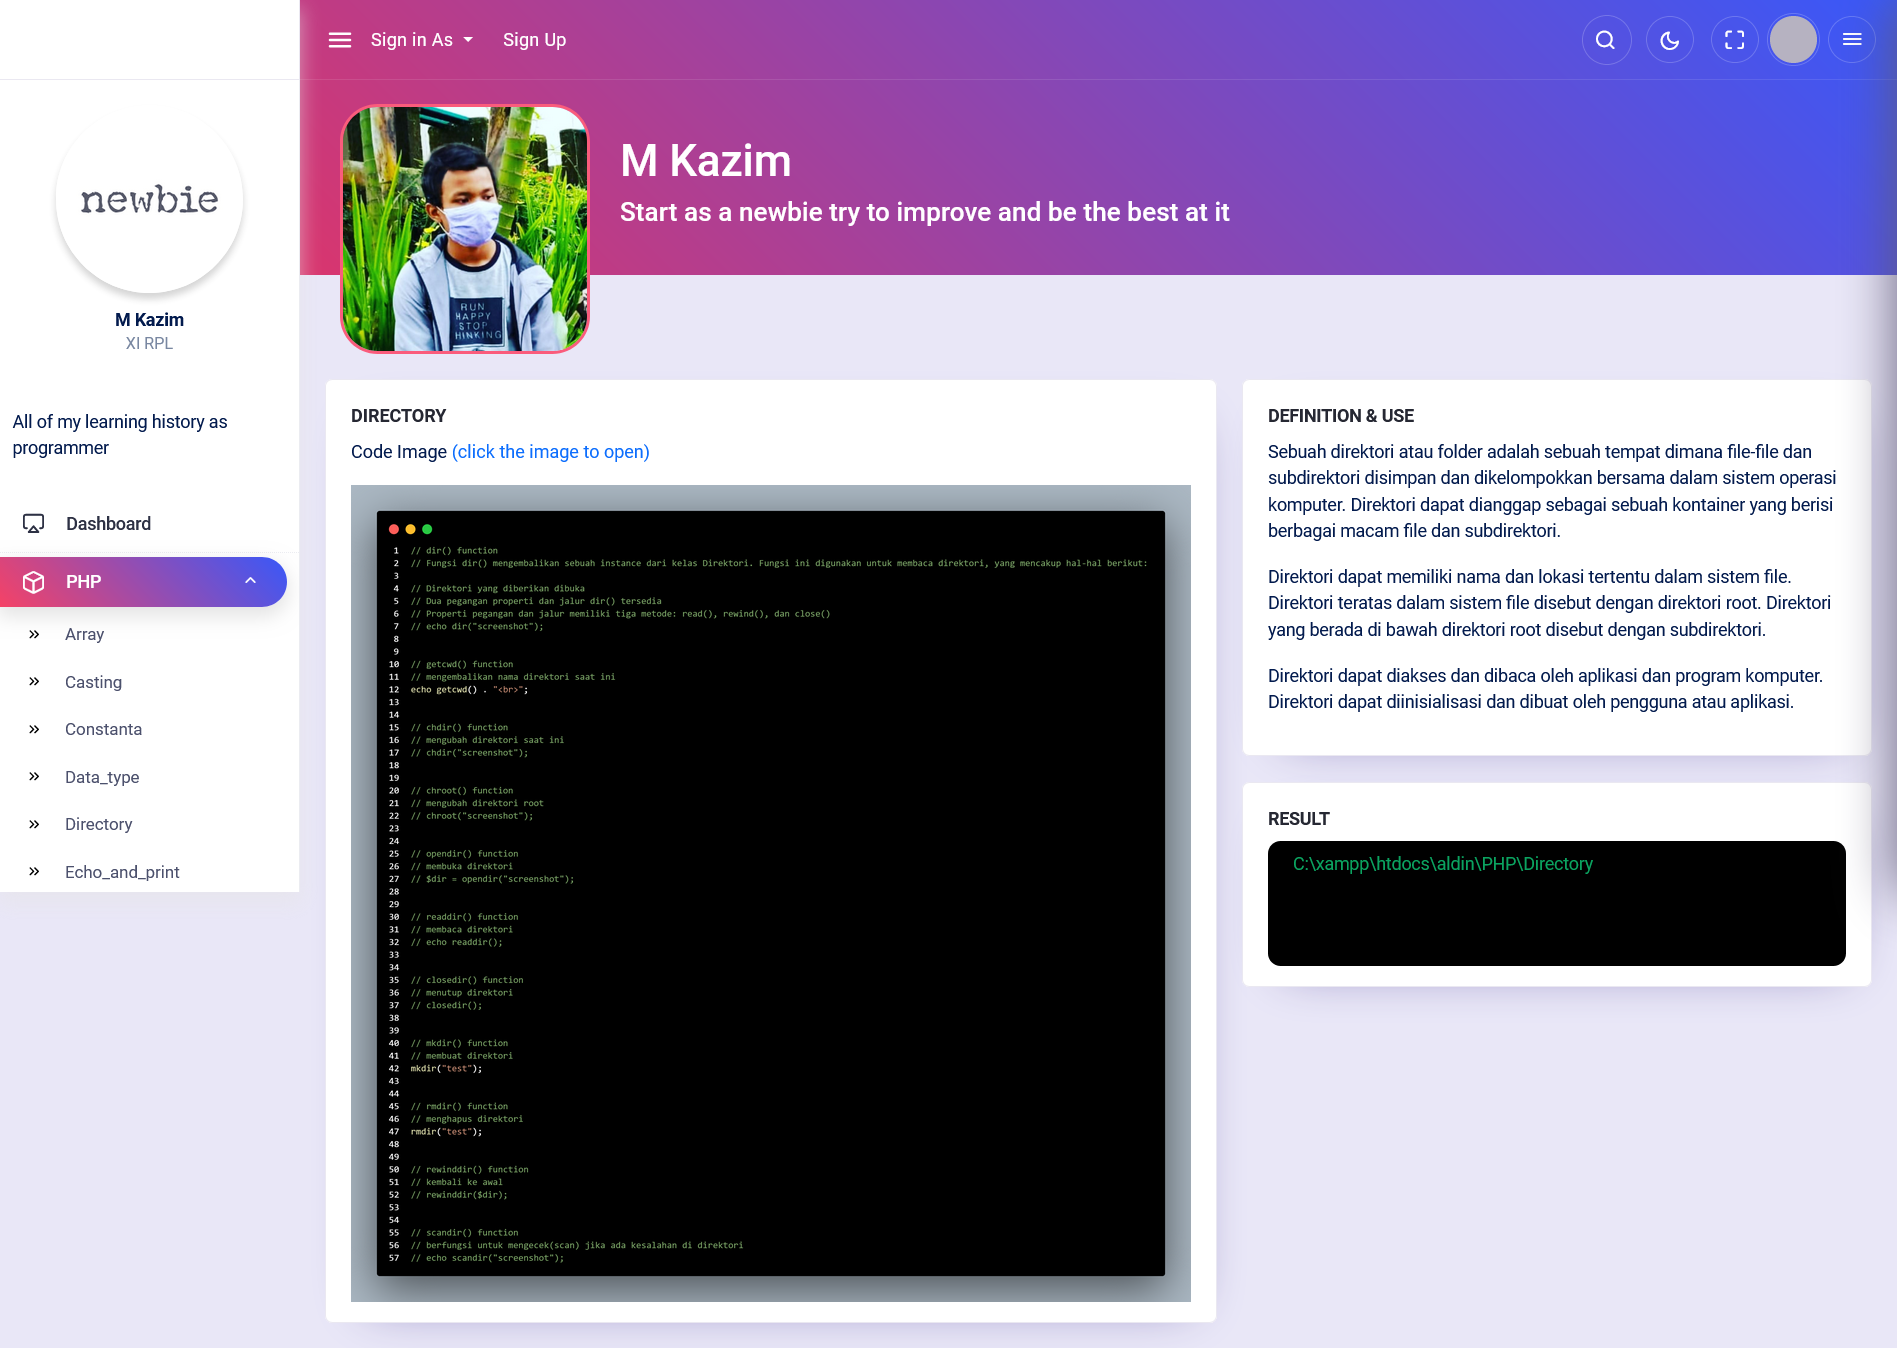 Sign in As
Sign Up
newbie
M Kazim
XI RPL
All of my learning history as
programmer
Dashboard
PHP
Array
Casting
Constanta
Data_type
Directory
Echo_and_print
M Kazim
Start as a newbie try to improve and be the best at it
RUN
HAPPY
STOP
HINKING
DIRECTORY
Code Image (click the image to open)
1 // dir() function
2 // Fungsi dir() mengembalikan sebuah instance dari kelas Direktori. Fungsi ini digunakan untuk membaca direktori, yang mencakup hal-hal berikut:
3
4 // Direktori yang diberikan dibuka
5 // Dua pegangan properti dan jalur dir() tersedia
6 // Properti pegangan dan jalur memiliki tiga metode: read(), rewind(), dan close()
7 // echo dir("screenshot");
8
9
10 // getcwd() function
11 // mengembalikan nama direktori saat ini
12 echo getcwd() . "<br>";
13
14
15 // chdir() function
16 // mengubah direktori saat ini
17 // chdir("screenshot");
18
19
20 // chroot() function
21 // mengubah direktori root
22 // chroot("screenshot");
23
24
25 // opendir() function
26 // membuka direktori
27 // $dir = opendir("screenshot");
28
29
30 // readdir() function
31 // membaca direktori
32 // echo readdir();
33
34
35 // closedir() function
36 // menutup direktori
37 // closedir();
38
39
40 // mkdir() function
41 // membuat direktori
42 mkdir("test");
43
44
45 // rmdir() function
46 // menghapus direktori
47 rmdir("test");
48
49
50 // rewinddir() function
51 // kembali ke awal
52 // rewinddir($dir);
53
54
55 // scandir() function
56 // berfungsi untuk mengecek(scan) jika ada kesalahan di direktori
57 // echo scandir("screenshot");
DEFINITION & USE
Sebuah direktori atau folder adalah sebuah tempat dimana file-file dan
subdirektori disimpan dan dikelompokkan bersama dalam sistem operasi
komputer. Direktori dapat dianggap sebagai sebuah kontainer yang berisi
berbagai macam file dan subdirektori.
Direktori dapat memiliki nama dan lokasi tertentu dalam sistem file.
Direktori teratas dalam sistem file disebut dengan direktori root. Direktori
yang berada di bawah direktori root disebut dengan subdirektori.
Direktori dapat diakses dan dibaca oleh aplikasi dan program komputer.
Direktori dapat diinisialisasi dan dibuat oleh pengguna atau aplikasi.
RESULT
C:\xampp\htdocs\aldin\PHP\Directory